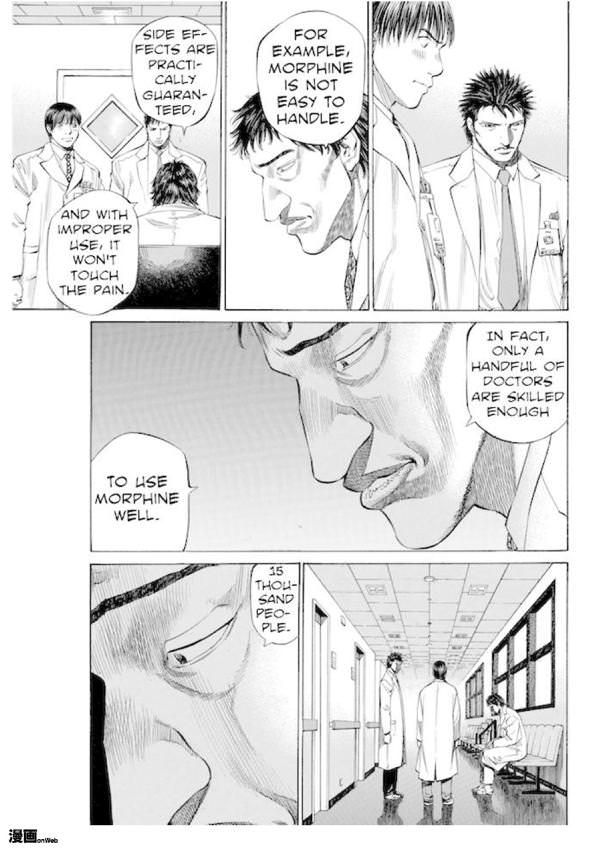 FOR
EXAMPLE,
MORPHINE
IS NOT
EASY TO
HANDLE.
SIDE EF-
FECTS ARE
PRACTI-
CALLY
GUARAN-
TEED,
AND WITH
IMPROPER
USE, IT
WON'T
TOUCH
THE PAIN.
IN FACT,
ONLY A
HANDFUL OF
DOCTORS
ARE SKILLED
ENOUGH
TO USE
MORPHINE
WELL.
15
THOU-
SAND
PEO-
PLE.
漫画onWeb